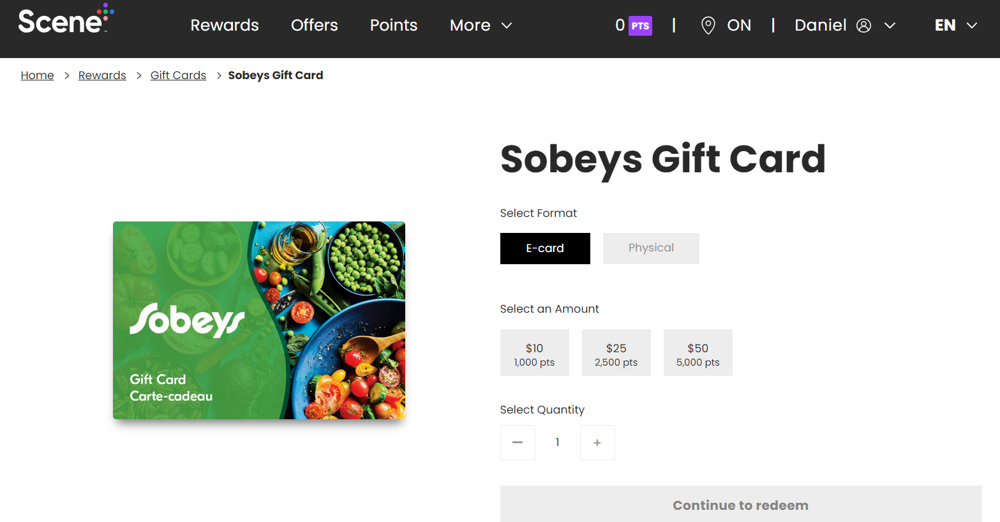 Scene+™
Rewards Offers Points More 0 PTS | ON | Daniel EN
Home > Rewards > Gift Cards > Sobeys Gift Card
Sobeys Gift Card
Select Format
E-card Physical
Select an Amount
$10 $25 $50
1,000 pts 2,500 pts 5,000 pts
Select Quantity
— 1 +
Continue to redeem
Sobeys
Gift Card
Carte-cadeau